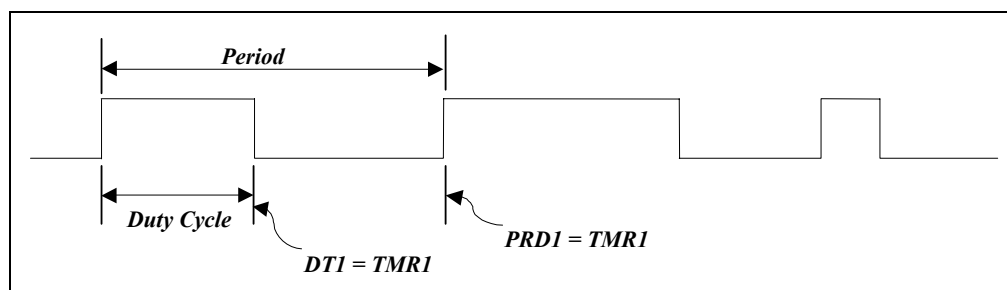 Period
Duty Cycle
PRD1 = TMR1
DT1 = TMR1